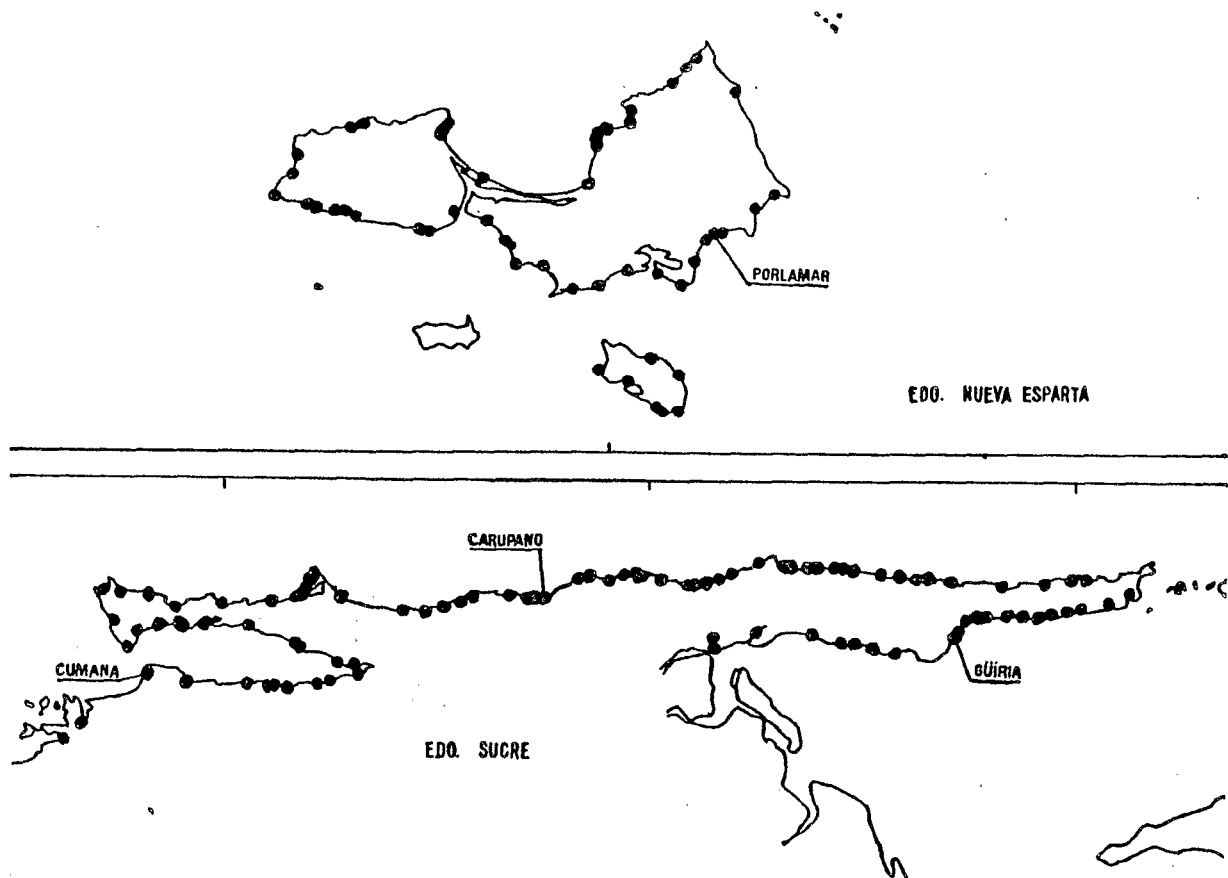 PORLAMAR
EDO. NUEVA ESPARTA
CARUPANO
CUMANA
GÜIRIA
EDO. SUCRE